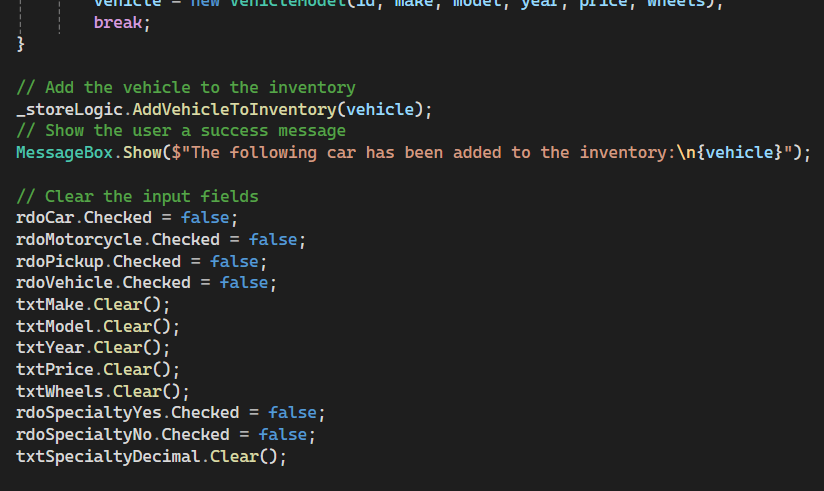 vehicle = new VehicleModel(id, make, model, year, price, wheels);
break;
}
// Add the vehicle to the inventory
_storeLogic.AddVehicleToInventory(vehicle);
// Show the user a success message
MessageBox.Show($"The following car has been added to the inventory:\n{vehicle}");
// Clear the input fields
rdoCar.Checked = false;
rdoMotorcycle.Checked = false;
rdoPickup.Checked = false;
rdoVehicle.Checked = false;
txtMake.Clear();
txtModel.Clear();
txtYear.Clear();
txtPrice.Clear();
txtWheels.Clear();
rdoSpecialtyYes.Checked = false;
rdoSpecialtyNo.Checked = false;
txtSpecialtyDecimal.Clear();